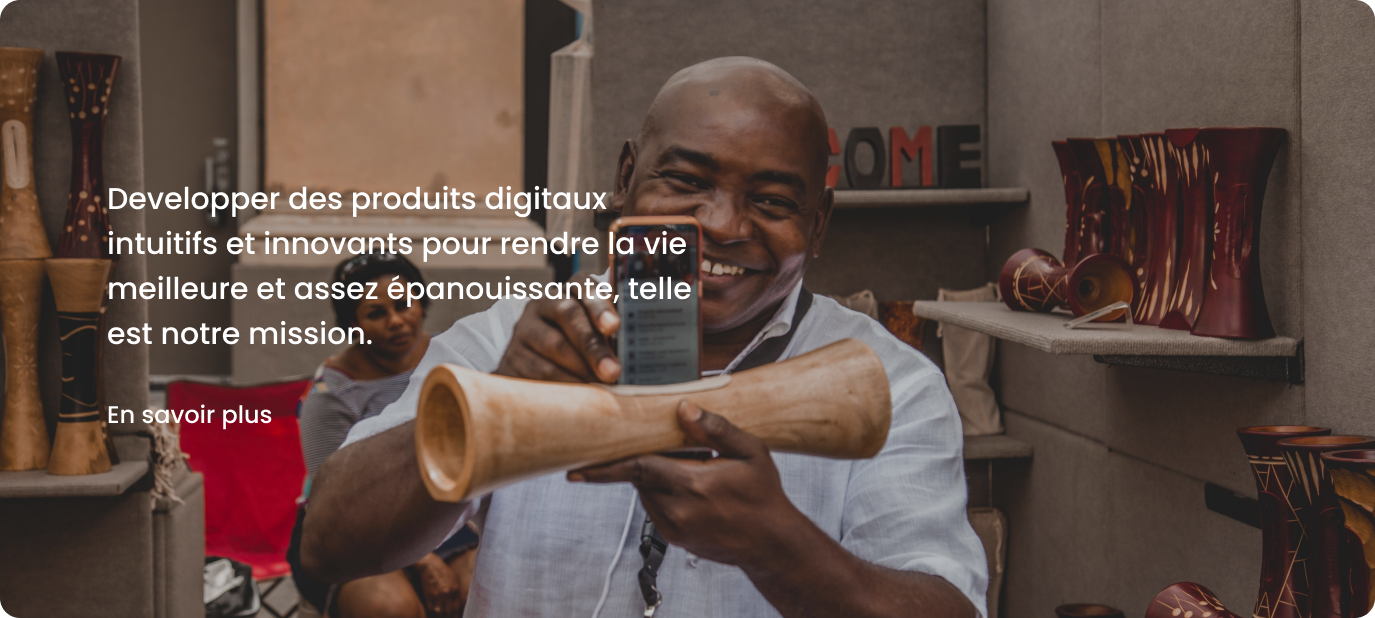 Developper des produits digitaux
intuitifs et innovants pour rendre la vie
meilleure et assez épanouissante, telle
est notre mission.
En savoir plus
COME